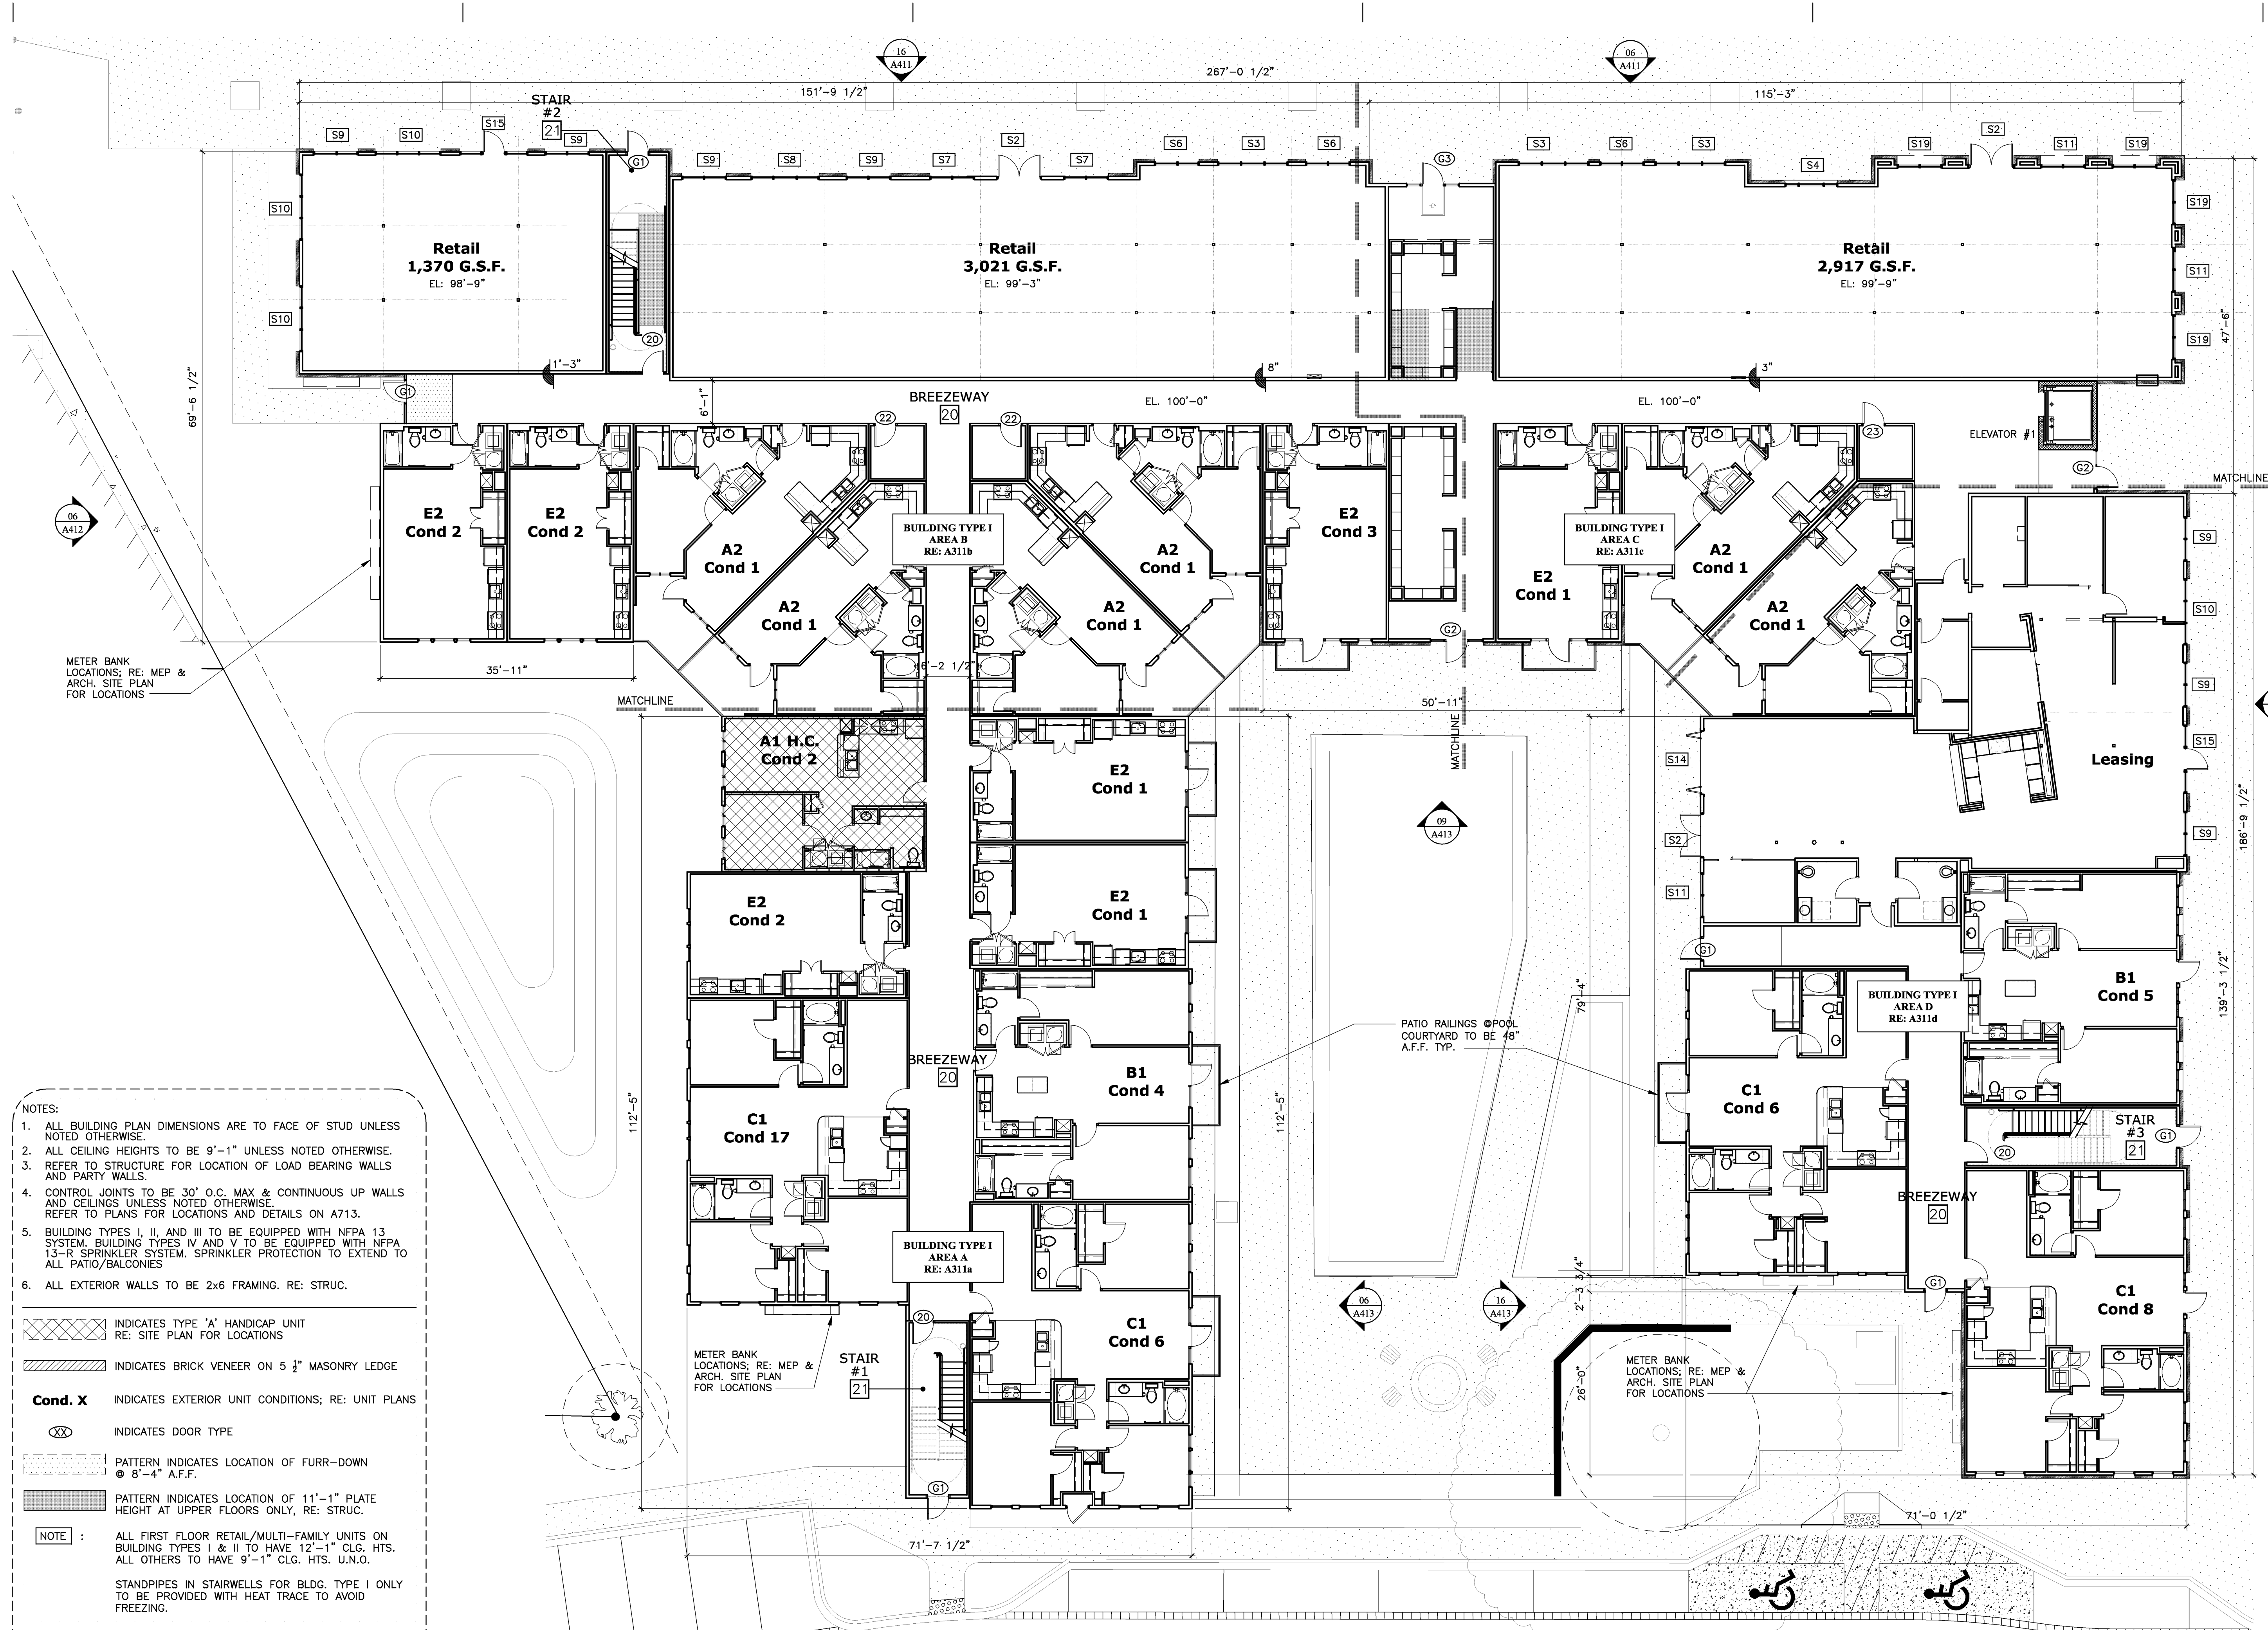 16
A411
06
A411
267'-0 1/2"
151'-9 1/2"
115'-3"
STAIR
#2
21
S9
S10
S15
S9
G1
S9
S8
S9
S7
S2
S7
S6
S3
S6
G3
S3
S6
S3
S4
S19
S2
S11
S19
S10
S10
S19
S11
S19
Retail
1,370 G.S.F.
EL: 98'-9"
Retail
3,021 G.S.F.
EL: 99'-3"
Retail
2,917 G.S.F.
EL: 99'-9"
69'-6 1/2"
47'-6"
20
1'-3"
8"
3"
G1
6'-1"
BREEZEWAY
20
EL. 100'-0"
EL. 100'-0"
22
22
23
ELEVATOR #1
G2
MATCHLINE
06
A412
E2
Cond 2
E2
Cond 2
A2
Cond 1
A2
Cond 1
BUILDING TYPE I
AREA B
RE: A311b
A2
Cond 1
A2
Cond 1
E2
Cond 3
E2
Cond 1
BUILDING TYPE I
AREA C
RE: A311c
A2
Cond 1
A2
Cond 1
S9
S10
S9
S15
S9
G2
METER BANK
LOCATIONS; RE: MEP &
ARCH. SITE PLAN
FOR LOCATIONS
35'-11"
6'-2 1/2"
MATCHLINE
50'-11"
MATCHLINE
A1 H.C.
Cond 2
E2
Cond 1
E2
Cond 1
E2
Cond 2
S14
S2
S11
Leasing
186'-9 1/2"
139'-3 1/2"
09
A413
G1
B1
Cond 5
BUILDING TYPE I
AREA D
RE: A311d
79'-4"
PATIO RAILINGS @POOL
COURTYARD TO BE 48"
A.F.F. TYP.
BREEZEWAY
20
B1
Cond 4
C1
Cond 17
C1
Cond 6
112'-5"
112'-5"
STAIR
#3
21
G1
20
BREEZEWAY
20
BUILDING TYPE I
AREA A
RE: A311a
G1
C1
Cond 8
2'-3 3/4"
06
A413
16
A413
20
C1
Cond 6
METER BANK
LOCATIONS; RE: MEP &
ARCH. SITE PLAN
FOR LOCATIONS
STAIR
#1
21
METER BANK
LOCATIONS; RE: MEP &
ARCH. SITE PLAN
FOR LOCATIONS
26'-0"
G1
71'-7 1/2"
71'-0 1/2"
NOTES:
1. ALL BUILDING PLAN DIMENSIONS ARE TO FACE OF STUD UNLESS
NOTED OTHERWISE.
2. ALL CEILING HEIGHTS TO BE 9'-1" UNLESS NOTED OTHERWISE.
3. REFER TO STRUCTURE FOR LOCATION OF LOAD BEARING WALLS
AND PARTY WALLS.
4. CONTROL JOINTS TO BE 30' O.C. MAX & CONTINUOUS UP WALLS
AND CEILINGS UNLESS NOTED OTHERWISE.
REFER TO PLANS FOR LOCATIONS AND DETAILS ON A713.
5. BUILDING TYPES I, II, AND III TO BE EQUIPPED WITH NFPA 13
SYSTEM. BUILDING TYPES IV AND V TO BE EQUIPPED WITH NFPA
13-R SPRINKLER SYSTEM. SPRINKLER PROTECTION TO EXTEND TO
ALL PATIO/BALCONIES
6. ALL EXTERIOR WALLS TO BE 2x6 FRAMING. RE: STRUC.
INDICATES TYPE 'A' HANDICAP UNIT
RE: SITE PLAN FOR LOCATIONS
INDICATES BRICK VENEER ON 5 1/2" MASONRY LEDGE
Cond. X INDICATES EXTERIOR UNIT CONDITIONS; RE: UNIT PLANS
XX INDICATES DOOR TYPE
PATTERN INDICATES LOCATION OF FURR-DOWN
@ 8'-4" A.F.F.
PATTERN INDICATES LOCATION OF 11'-1" PLATE
HEIGHT AT UPPER FLOORS ONLY, RE: STRUC.
NOTE : ALL FIRST FLOOR RETAIL/MULTI-FAMILY UNITS ON
BUILDING TYPES I & II TO HAVE 12'-1" CLG. HTS.
ALL OTHERS TO HAVE 9'-1" CLG. HTS. U.N.O.
STANDPIPES IN STAIRWELLS FOR BLDG. TYPE I ONLY
TO BE PROVIDED WITH HEAT TRACE TO AVOID
FREEZING.